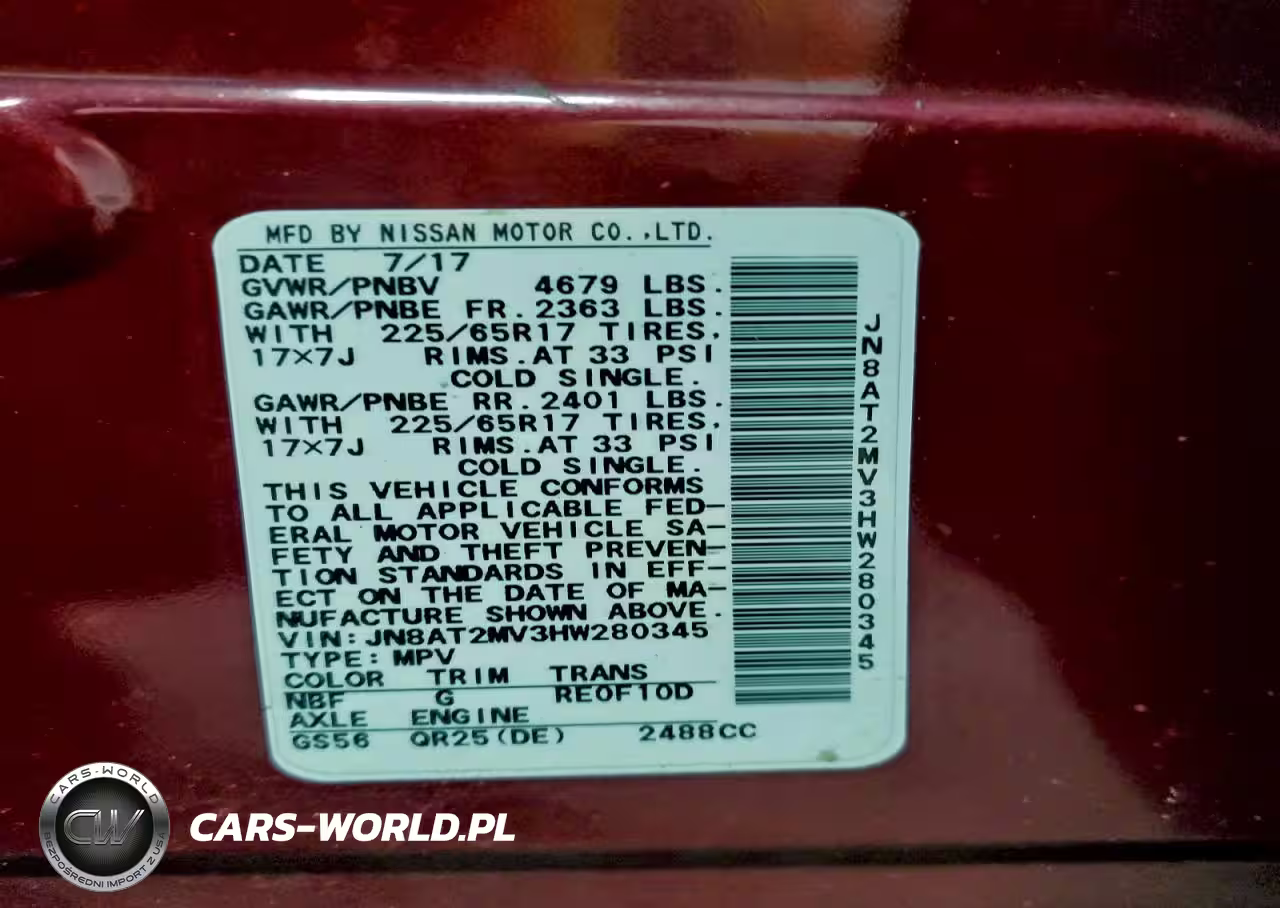 MFD BY NISSAN MOTOR CO.,LTD.
DATE 7/17
GVWR/PNBV 4679 LBS.
GAWR/PNBE FR.2363 LBS.
WITH 225/65R17 TIRES.
17×7J RIMS.AT 33 PSI
COLD SINGLE.
GAWR/PNBE RR.2401 LBS.
WITH 225/65R17 TIRES.
17×7J RIMS.AT 33 PSI
COLD SINGLE.
THIS VEHICLE CONFORMS
TO ALL APPLICABLE FED-
ERAL MOTOR VEHICLE SA-
FETY AND THEFT PREVEN-
TION STANDARDS IN EFF-
ECT ON THE DATE OF MA-
NUFACTURE SHOWN ABOVE.
VIN:JN8AT2MV3HW280345
TYPE:MPV
COLOR TRIM TRANS
NBF G RE0F10D
AXLE ENGINE
GS56 QR25(DE) 2488CC
JN8AT2MV3HW280345
CARS-WORLD
CW
BEZPOŚREDNI IMPORT Z USA
CARS-WORLD.PL